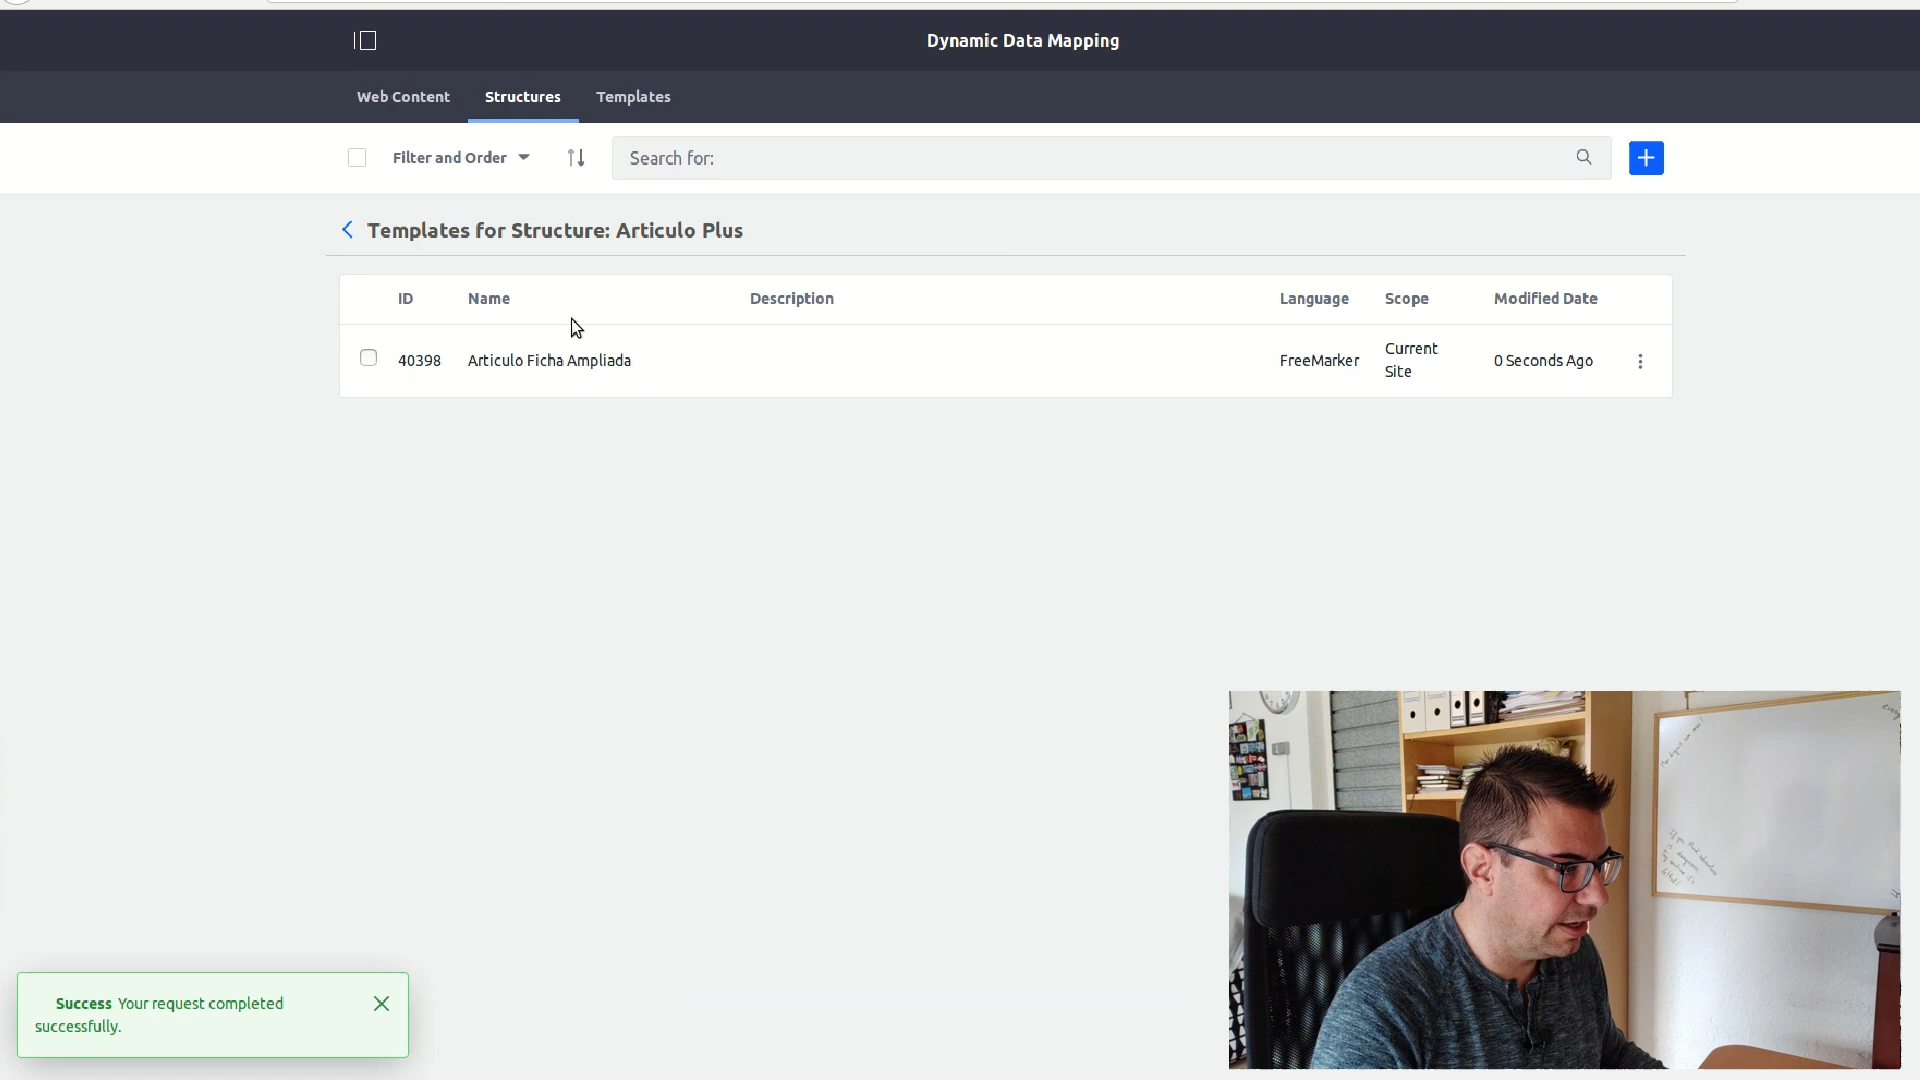 Dynamic Data Mapping
Web Content Structures Templates
Filter and Order Search for:
Templates for Structure: Articulo Plus
ID Name Description Language Scope Modified Date
40398 Articulo Ficha Ampliada FreeMarker Current Site 0 Seconds Ago
Success Your request completed
successfully.